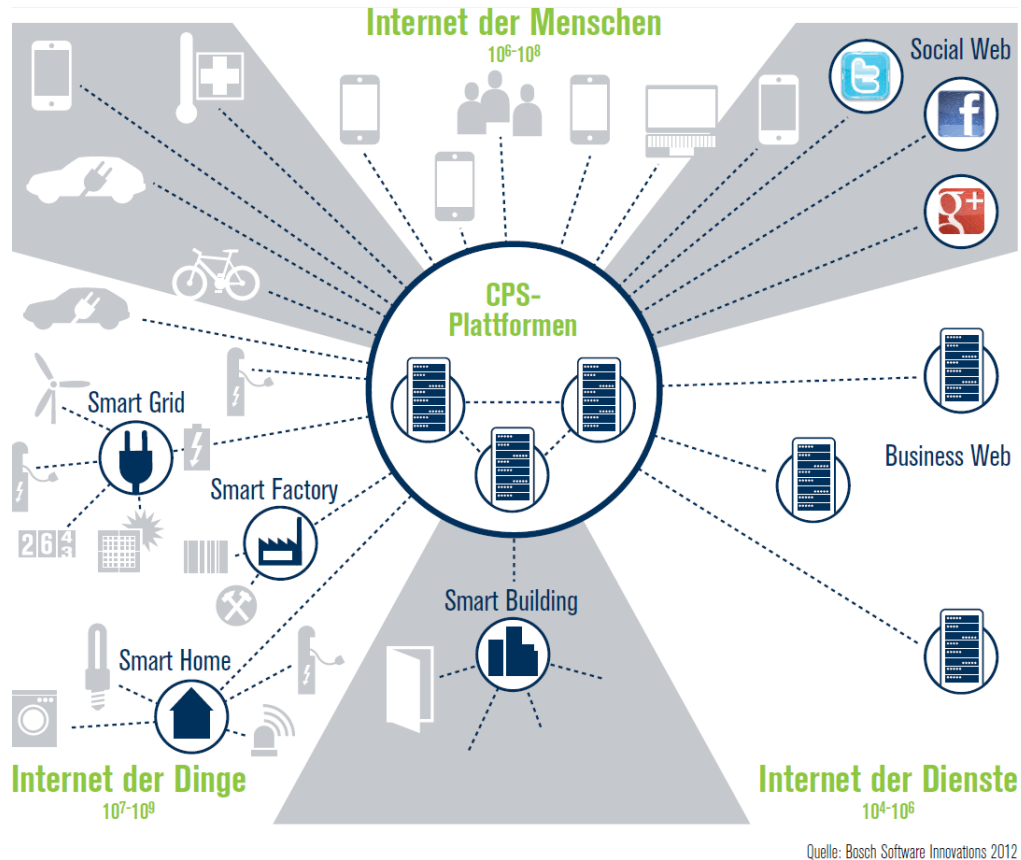 Internet der Menschen
10⁶-10⁸
Social Web
t
f
g+
CPS-
Plattformen
Smart Grid
Business Web
Smart Factory
2643
Smart Building
Smart Home
Internet der Dinge
10⁷-10⁹
Internet der Dienste
10⁴-10⁶
Quelle: Bosch Software Innovations 2012